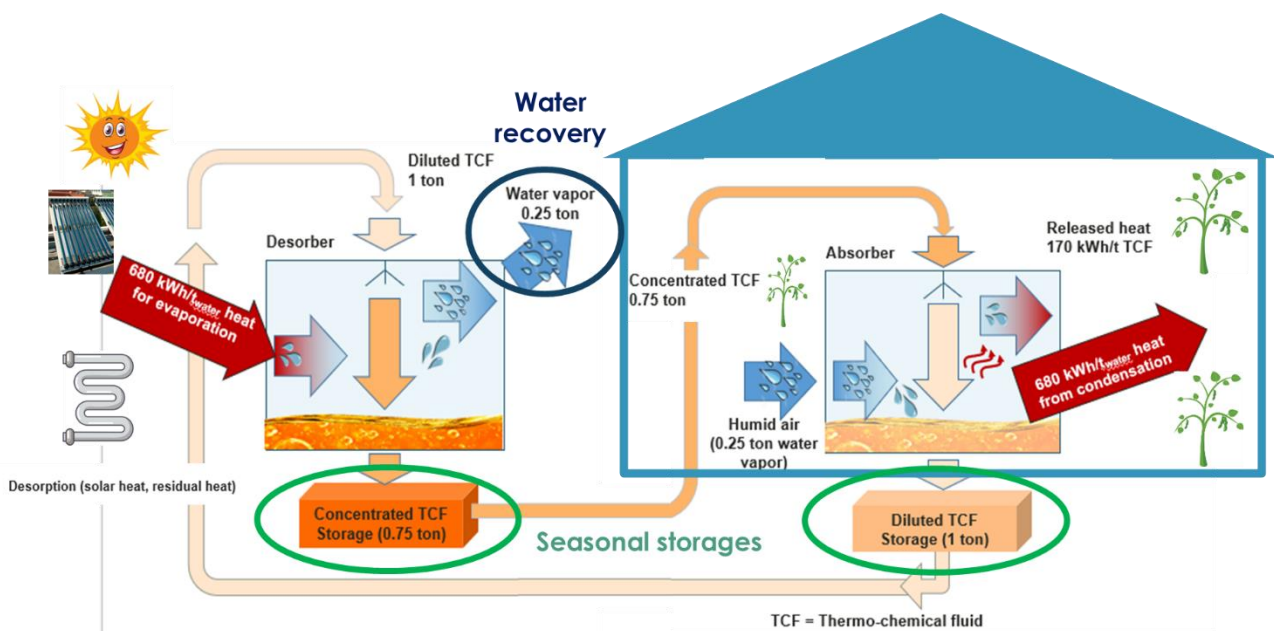 Water
recovery
Diluted TCF
1 ton
Water vapor
0.25 ton
Desorber
680 kWh/twater heat
for evaporation
Desorption (solar heat, residual heat)
Concentrated TCF
Storage (0.75 ton)
Seasonal storages
Concentrated TCF
0.75 ton
Absorber
Released heat
170 kWh/t TCF
Humid air
(0.25 ton water
vapor)
680 kWh/twater heat
from condensation
Diluted TCF
Storage (1 ton)
TCF = Thermo-chemical fluid